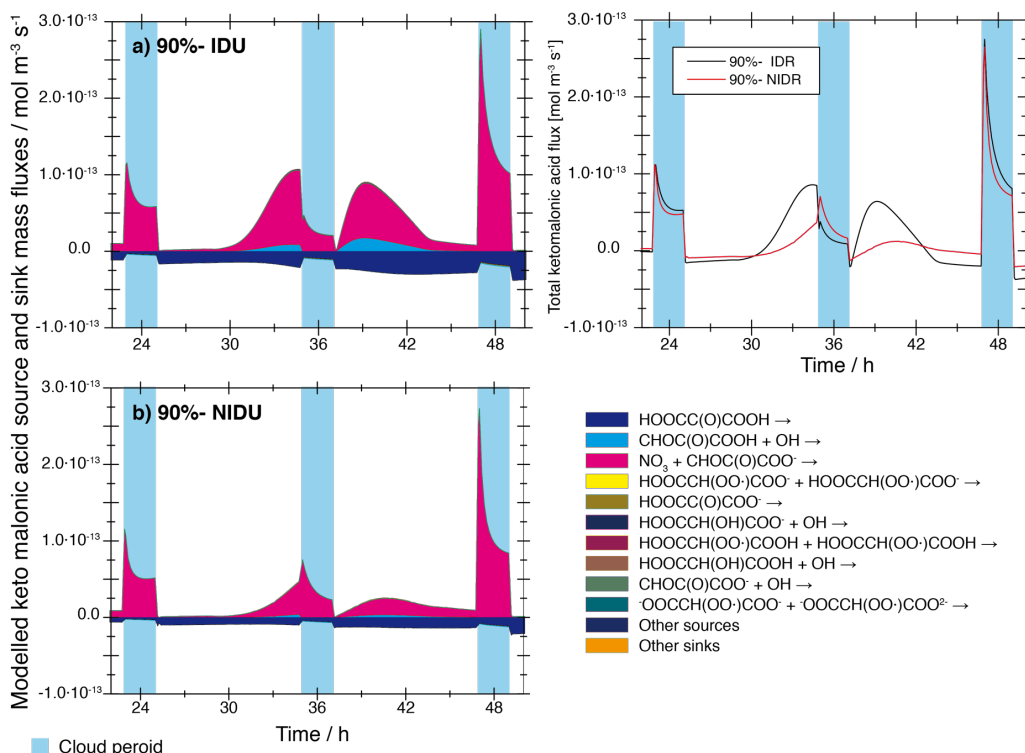 Modelled keto malonic acid source and sink mass fluxes / mol m⁻³ s⁻¹
a) 90%- IDU
3.0·10⁻¹³
2.0·10⁻¹³
1.0·10⁻¹³
0.0
-1.0·10⁻¹³
24 30 36 42 48
Total ketomalonic acid flux [mol m⁻³ s⁻¹]
90%- IDR
90%- NIDR
3.0·10⁻¹³
2.0·10⁻¹³
1.0·10⁻¹³
0.0
-1.0·10⁻¹³
24 30 36 42 48
Time / h
b) 90%- NIDU
3.0·10⁻¹³
2.0·10⁻¹³
1.0·10⁻¹³
0.0
-1.0·10⁻¹³
24 30 36 42 48
Time / h
Cloud peroid
HOOCC(O)COOH →
CHOC(O)COOH + OH →
NO₃ + CHOC(O)COO⁻ →
HOOCCH(OO·)COO⁻ + HOOCCH(OO·)COO⁻ →
HOOCC(O)COO⁻ →
HOOCCH(OH)COO⁻ + OH →
HOOCCH(OO·)COOH + HOOCCH(OO·)COOH →
HOOCCH(OH)COOH + OH →
CHOC(O)COO⁻ + OH →
⁻OOCCH(OO·)COO⁻ + ⁻OOCCH(OO·)COO²⁻ →
Other sources
Other sinks